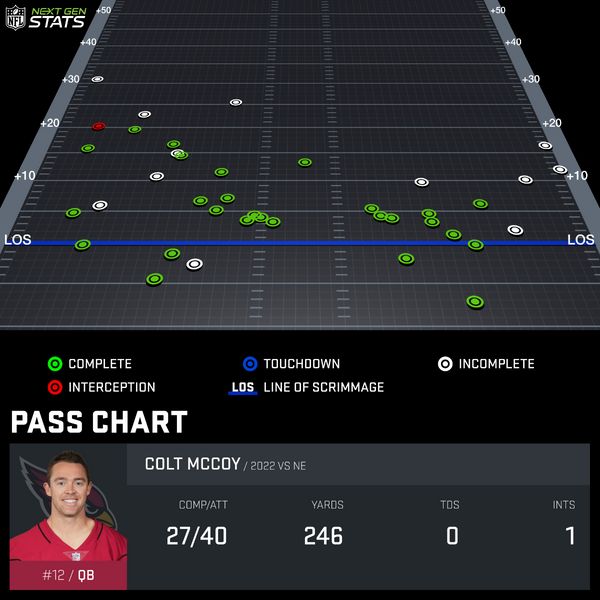 NFL NEXT GEN STATS
+50 +50
+40 +40
+30 +30
+20 +20
+10 +10
LOS LOS
COMPLETE TOUCHDOWN INCOMPLETE
INTERCEPTION LOS LINE OF SCRIMMAGE
PASS CHART
COLT MCCOY / 2022 VS NE
COMP/ATT YARDS TDS INTS
27/40 246 0 1
#12 / QB